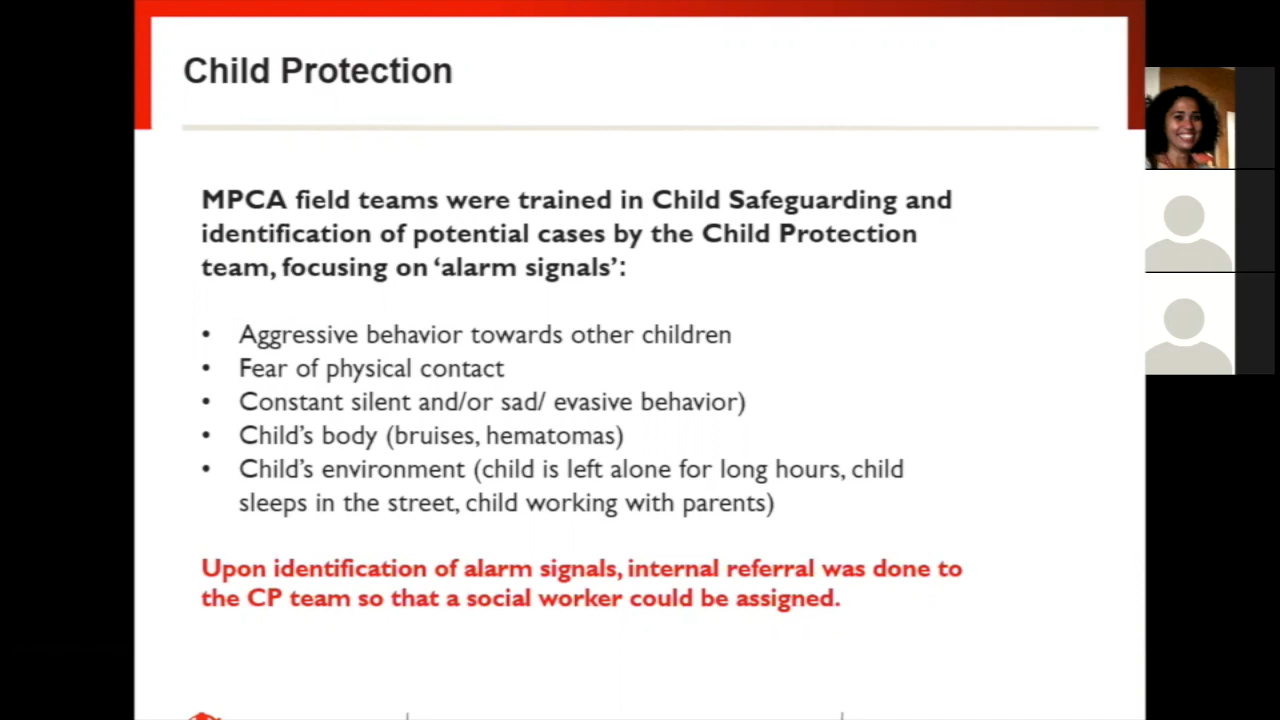 Child Protection
MPCA field teams were trained in Child Safeguarding and
identification of potential cases by the Child Protection
team, focusing on ‘alarm signals’:
• Aggressive behavior towards other children
• Fear of physical contact
• Constant silent and/or sad/ evasive behavior)
• Child’s body (bruises, hematomas)
• Child’s environment (child is left alone for long hours, child
sleeps in the street, child working with parents)
Upon identification of alarm signals, internal referral was done to
the CP team so that a social worker could be assigned.